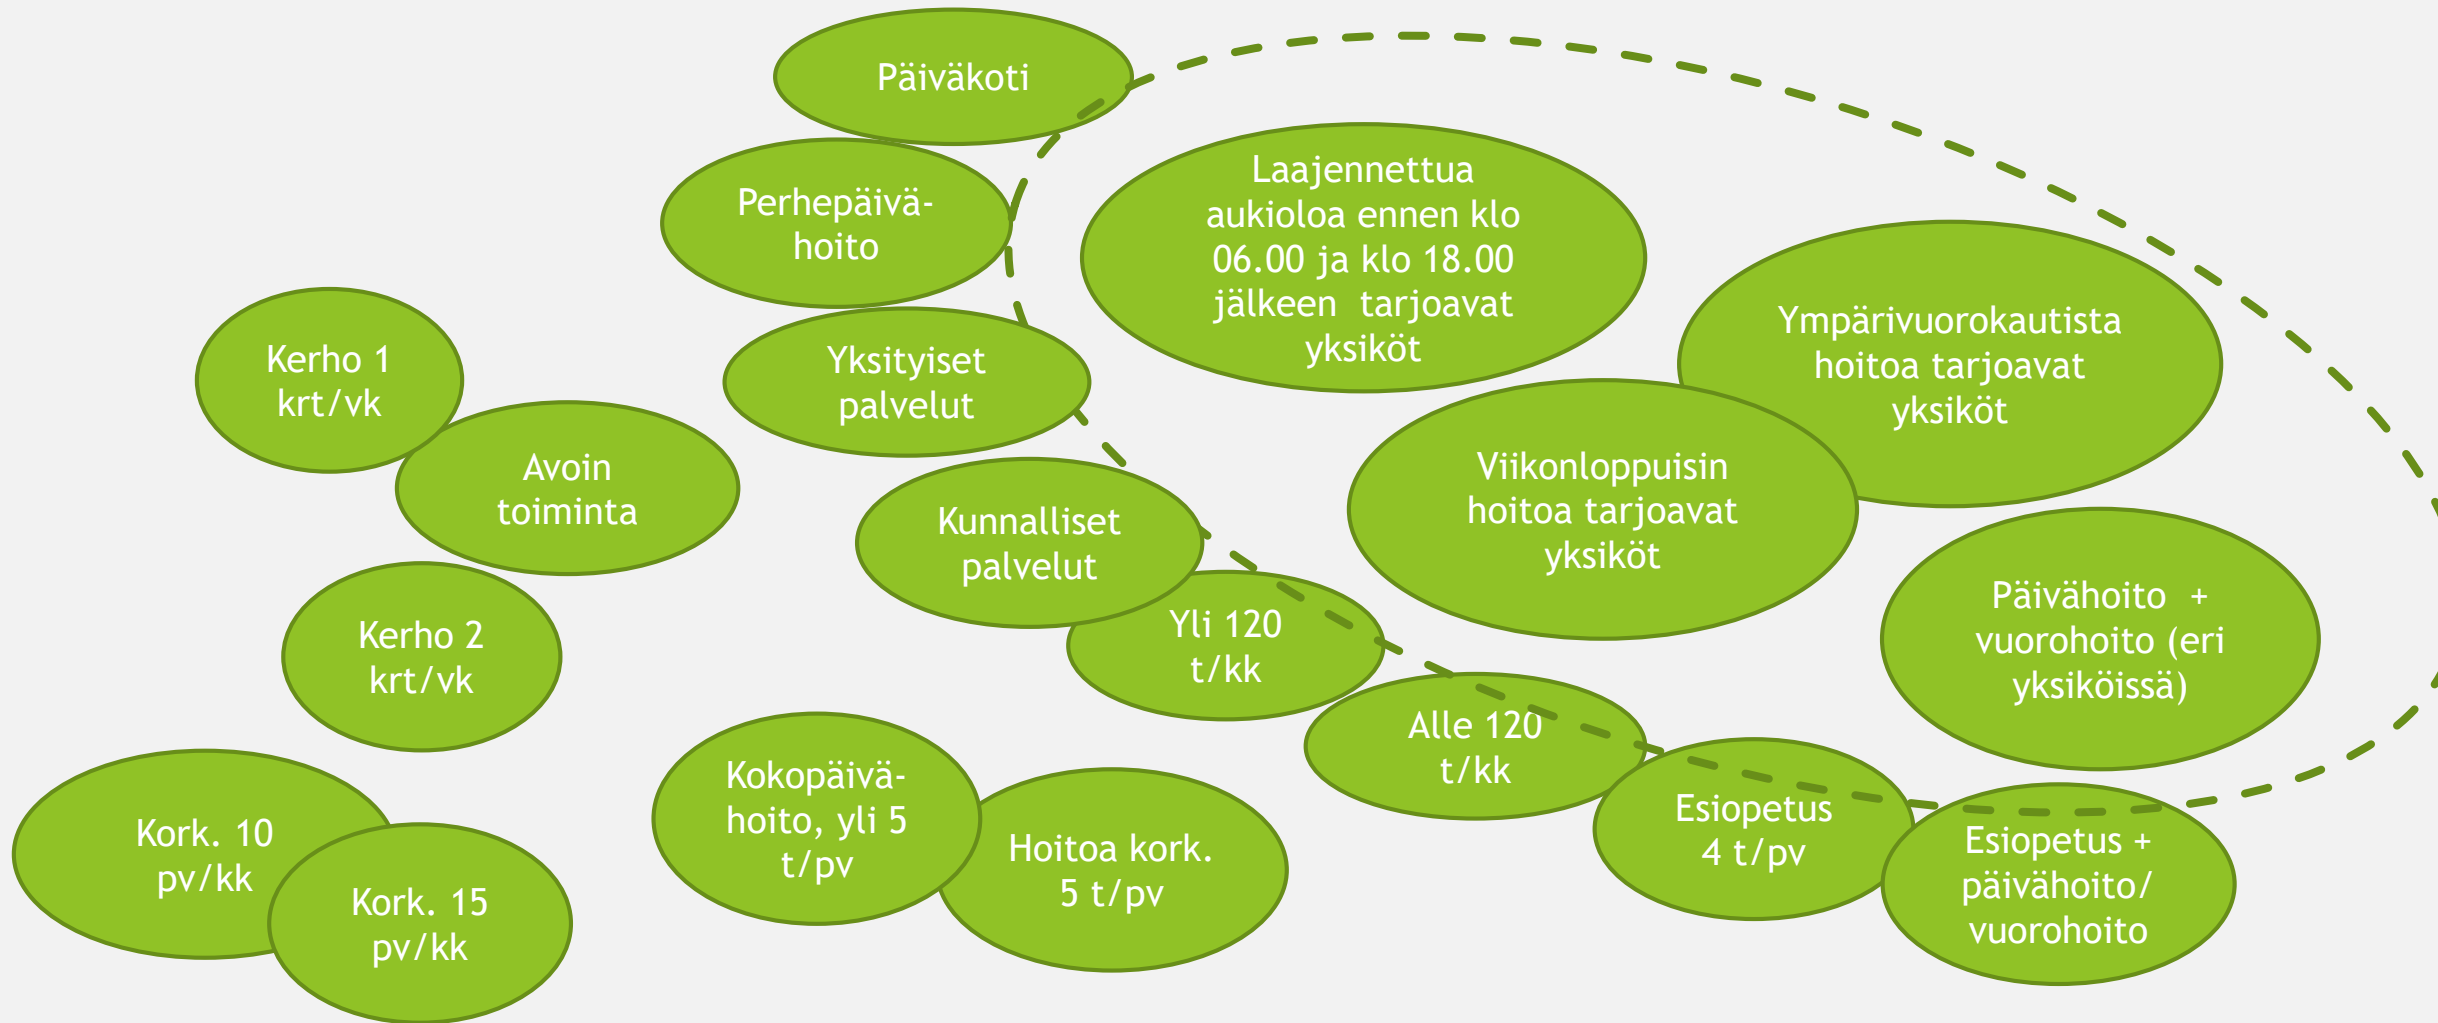 Päiväkoti
Perhepäivä-
hoito
Laajennettua
aukioloa ennen klo
06.00 ja klo 18.00
jälkeen tarjoavat
yksiköt
Ympärivuorokautista
hoitoa tarjoavat
yksiköt
Kerho 1
krt/vk
Yksityiset
palvelut
Avoin
toiminta
Viikonloppuisin
hoitoa tarjoavat
yksiköt
Kunnalliset
palvelut
Päivähoito +
vuorohoito (eri
yksiköissä)
Kerho 2
krt/vk
Yli 120
t/kk
Alle 120
t/kk
Kokopäivä-
hoito, yli 5
t/pv
Hoitoa kork.
5 t/pv
Esiopetus
4 t/pv
Esiopetus +
päivähoito/
vuorohoito
Kork. 10
pv/kk
Kork. 15
pv/kk